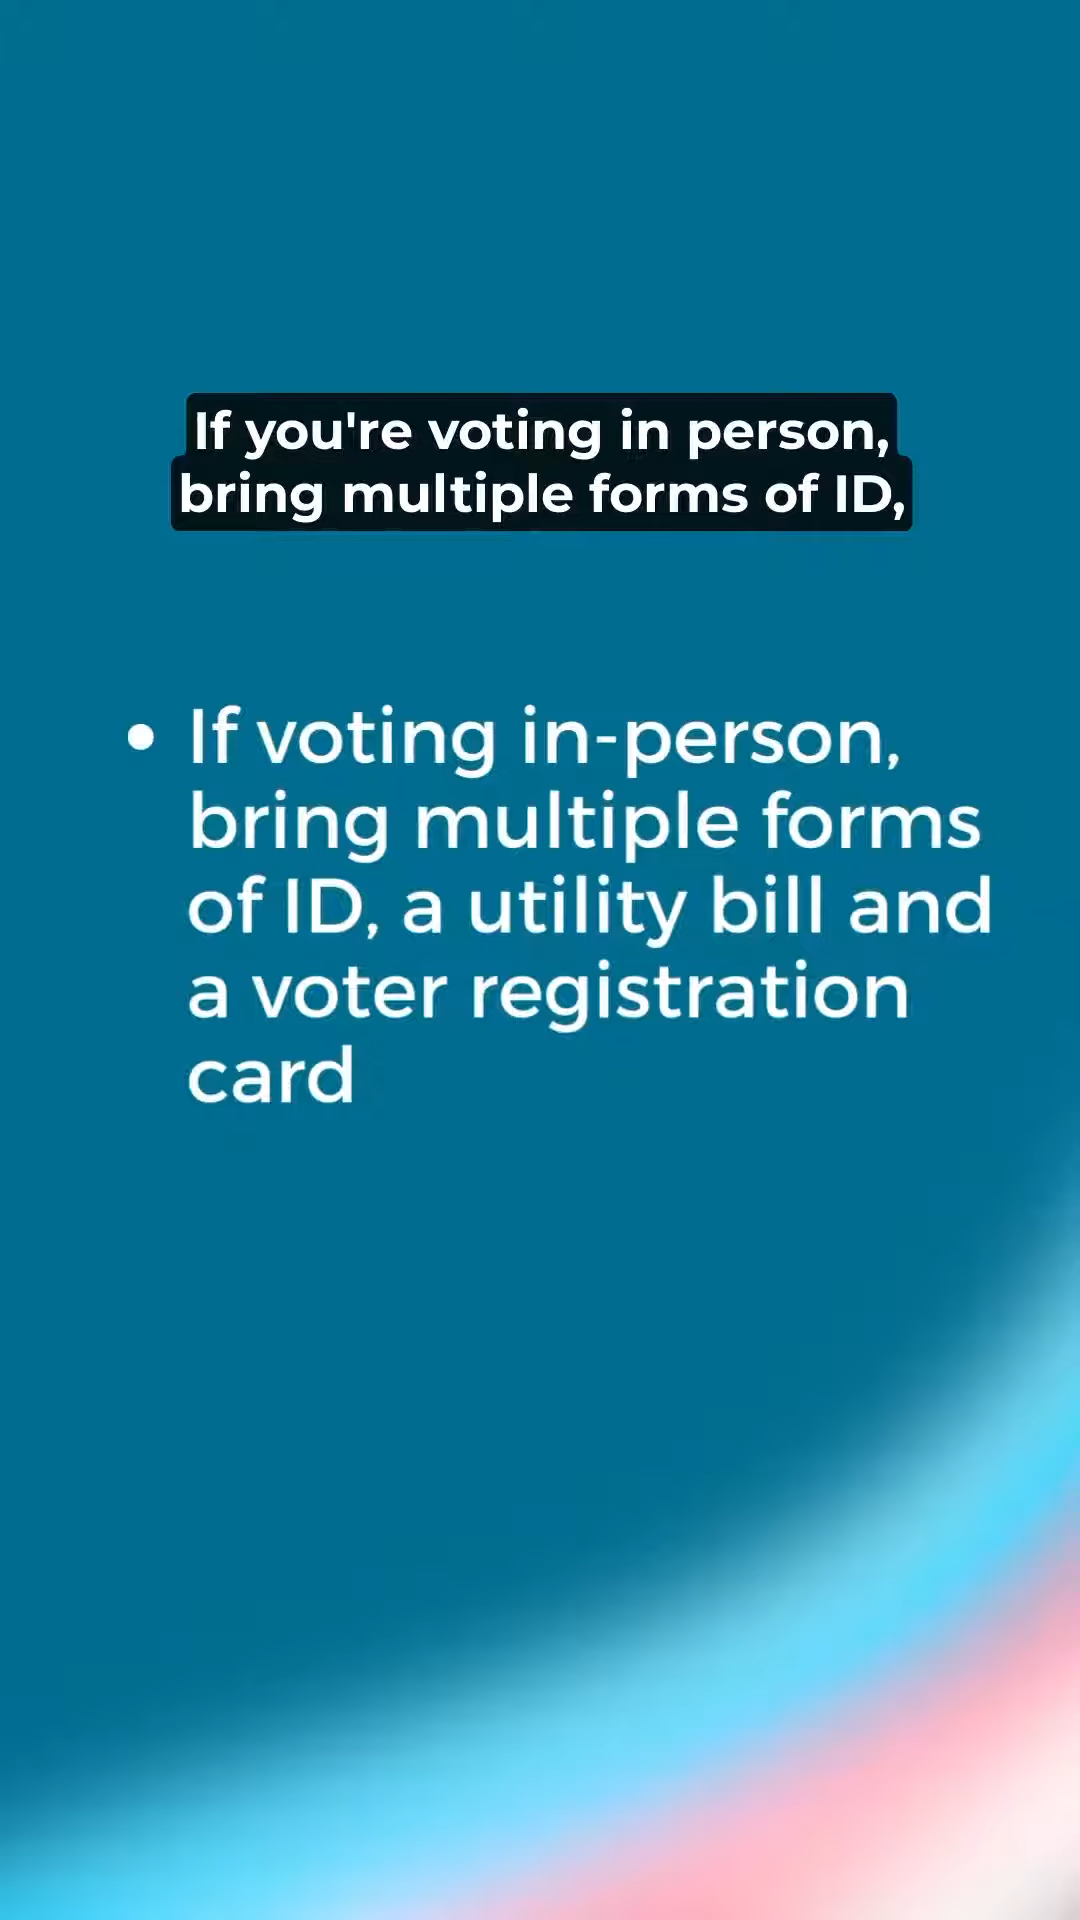 If you're voting in person,
bring multiple forms of ID,
• If voting in-person,
bring multiple forms
of ID, a utility bill and
a voter registration
card